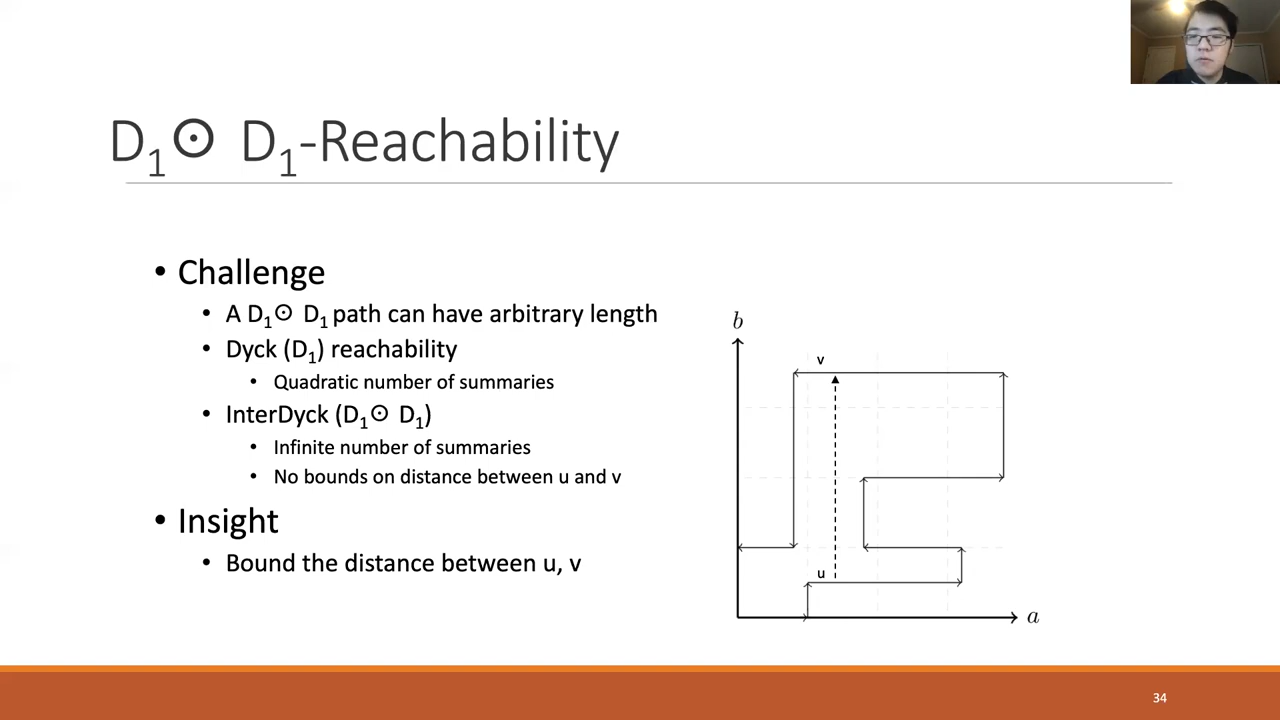 D₁⊙ D₁-Reachability
• Challenge
• A D₁⊙ D₁ path can have arbitrary length
• Dyck (D₁) reachability
• Quadratic number of summaries
• InterDyck (D₁⊙ D₁)
• Infinite number of summaries
• No bounds on distance between u and v
• Insight
• Bound the distance between u, v
b
v
u
a
34